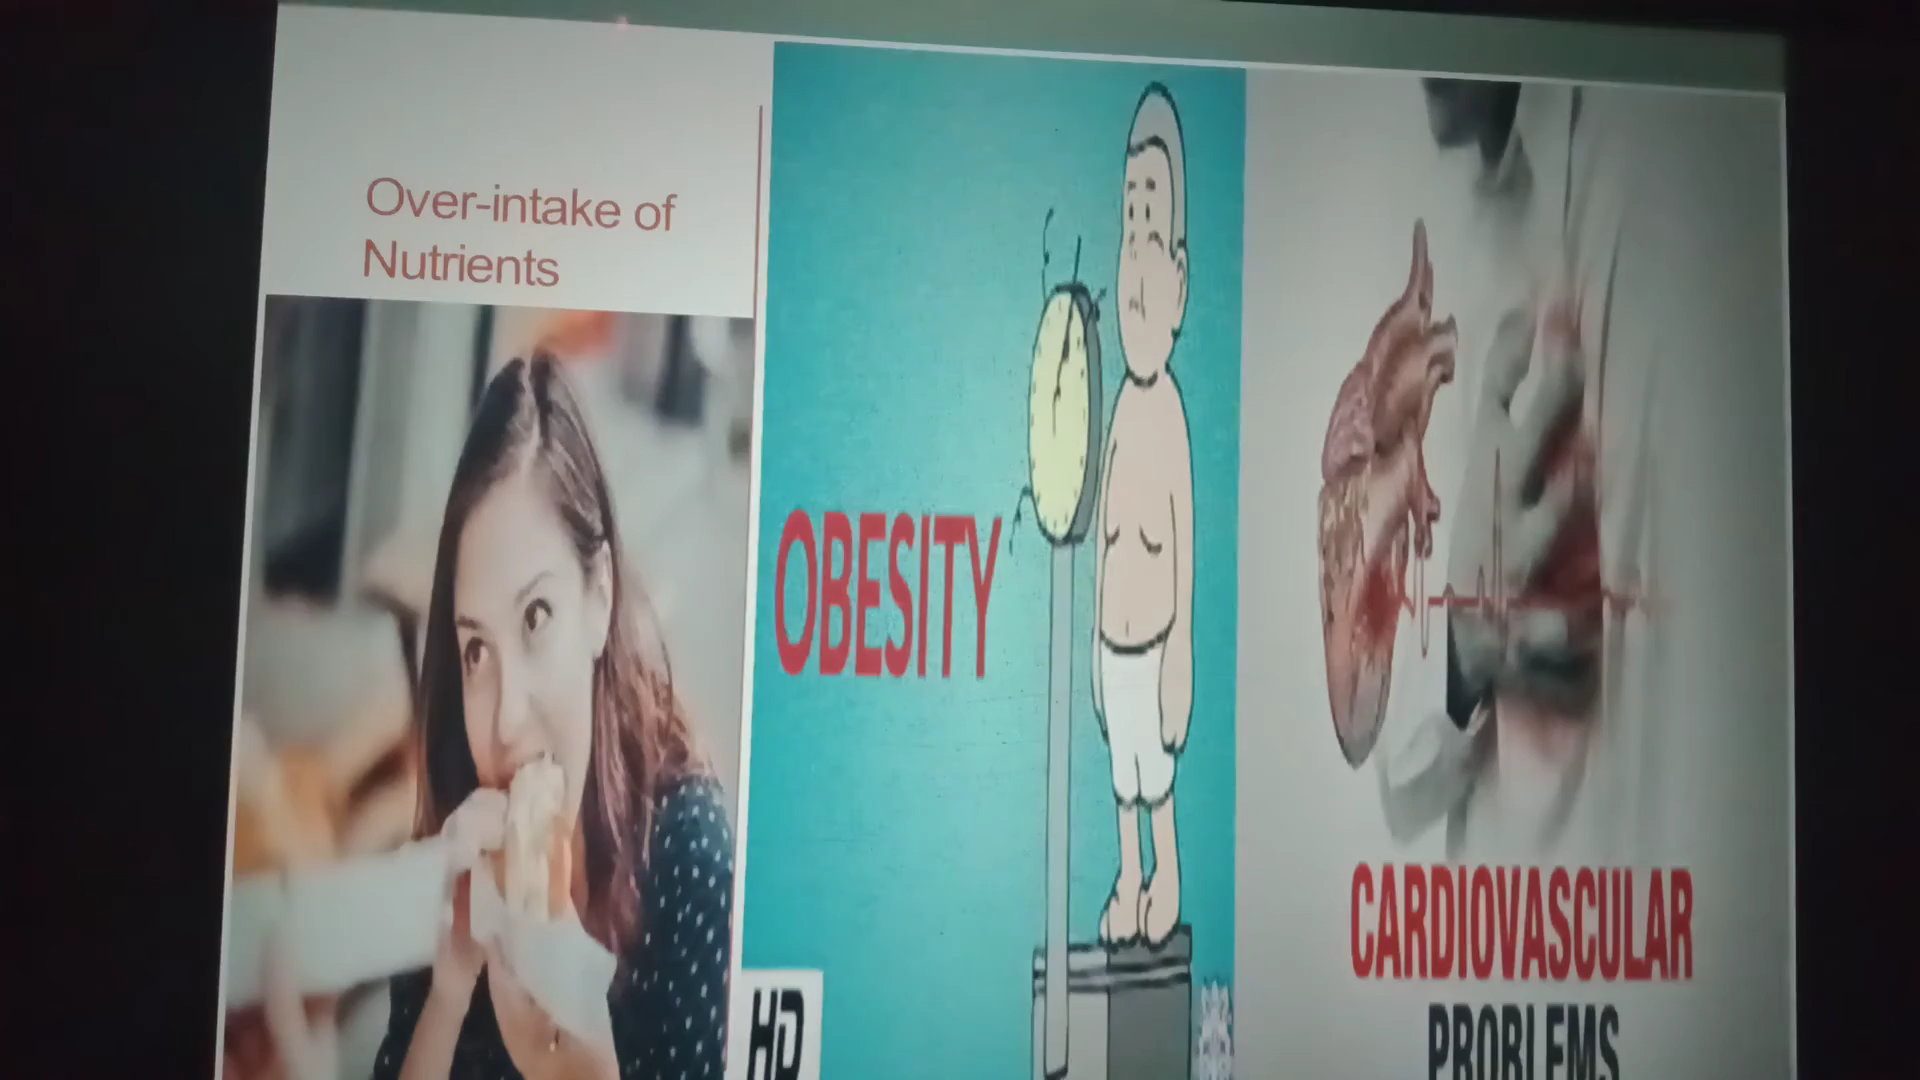 Over-intake of
Nutrients
OBESITY
HD
CARDIOVASCULAR
PROBLEMS